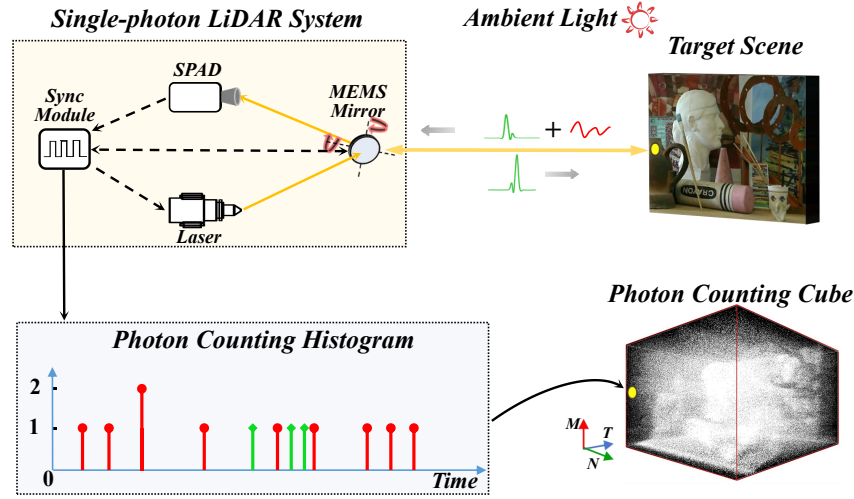 Single-photon LiDAR System
Ambient Light
Target Scene
SPAD
Sync
Module
MEMS
Mirror
+
CRAYON
Laser
Photon Counting Cube
Photon Counting Histogram
2
1
0
Time
M
T
N